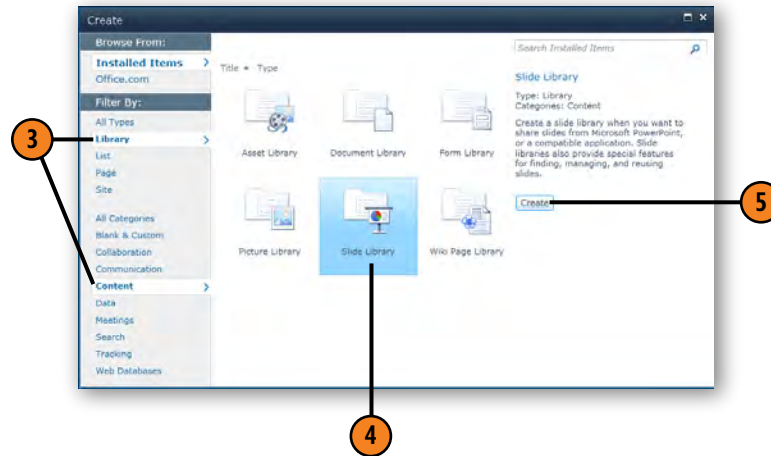 Create
Browse From:
Installed Items
Office.com
Filter By:
All Types
Library
List
Page
Site
All Categories
Blank & Custom
Collaboration
Communication
Content
Data
Meetings
Search
Tracking
Web Databases
Title Type
Asset Library Document Library Form Library
Picture Library Slide Library Wiki Page Library
Search Installed Items
Slide Library
Type: Library
Categories: Content
Create a slide library when you want to
share slides from Microsoft PowerPoint,
or a compatible application. Slide
libraries also provide special features
for finding, managing, and reusing
slides.
Create
3
4
5